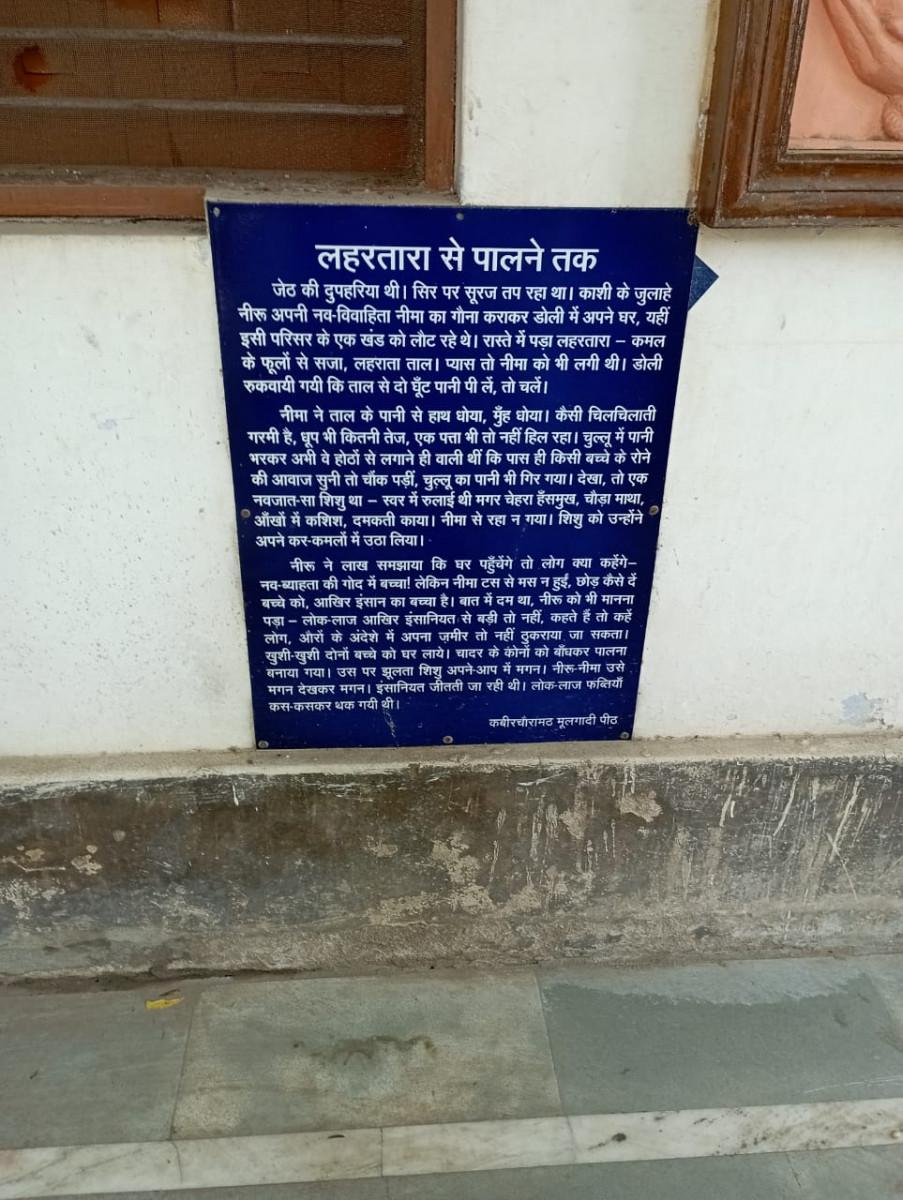 लहरतारा से पालने तक
जेठ की दुपहरिया थी। सिर पर सूरज तप रहा था। काशी के जुलाहे
नीरू अपनी नव-विवाहिता नीमा का गौना कराकर डोली में अपने घर, यहीं
इसी परिसर के एक खंड को लौट रहे थे। रास्ते में पड़ा लहरतारा – कमल
के फूलों से सजा, लहराता ताल। प्यास तो नीमा को भी लगी थी। डोली
रुकवायी गयी कि ताल से दो घूँट पानी पी लें, तो चलें।
नीमा ने ताल के पानी से हाथ धोया, मुँह धोया। कैसी चिलचिलाती
गरमी है, धूप भी कितनी तेज, एक पत्ता भी तो नहीं हिल रहा। चुल्लू में पानी
भरकर अभी वे होठों से लगाने ही वाली थीं कि पास ही किसी बच्चे के रोने
की आवाज सुनी तो चौंक पड़ीं, चुल्लू का पानी भी गिर गया। देखा, तो एक
नवजात-सा शिशु था – स्वर में रुलाई थी मगर चेहरा हँसमुख, चौड़ा माथा,
आँखों में कशिश, दमकती काया। नीमा से रहा न गया। शिशु को उन्होंने
अपने कर-कमलों में उठा लिया।
नीरू ने लाख समझाया कि घर पहुँचेंगे तो लोग क्या कहेंगे–
नव-ब्याहता की गोद में बच्चा! लेकिन नीमा टस से मस न हुईं, छोड़ कैसे दें
बच्चे को, आखिर इंसान का बच्चा है। बात में दम था, नीरू को भी मानना
पड़ा – लोक-लाज आखिर इंसानियत से बड़ी तो नहीं, कहते हैं तो कहें
लोग, औरों के अंदेशे में अपना ज़मीर तो नहीं ठुकराया जा सकता।
खुशी-खुशी दोनों बच्चे को घर लाये। चादर के कोनों को बाँधकर पालना
बनाया गया। उस पर झूलता शिशु अपने-आप में मगन। नीरू-नीमा उसे
मगन देखकर मगन। इंसानियत जीतती जा रही थी। लोक-लाज फब्तियाँ
कस-कसकर थक गयी थी।
कबीरचौरामठ मूलगादी पीठ